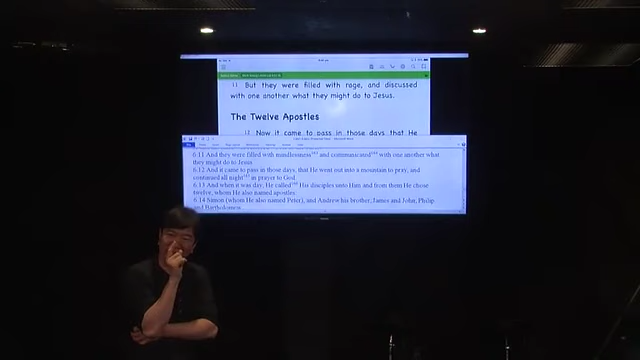 11 But they were filled with rage, and discussed
with one another what they might do to Jesus.
The Twelve Apostles
12 Now it came to pass in those days that He
6.11 And they were filled with mindlessness and communicated with one another what
they might do to Jesus.
6.12 And it came to pass in those days, that He went out into a mountain to pray, and
continued all night in prayer to God.
6.13 And when it was day, He called His disciples unto Him and from them He chose
twelve, whom He also named apostles:
6.14 Simon (whom He also named Peter), and Andrew his brother, James and John, Philip
and Bartholomew,